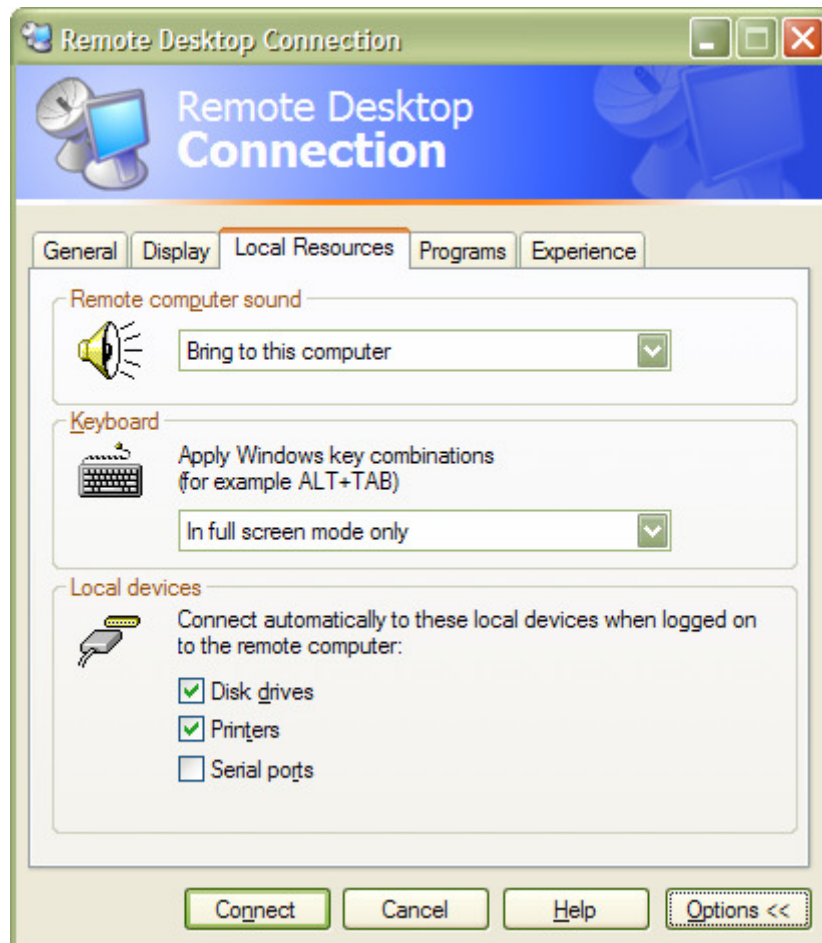 Remote Desktop Connection
Remote Desktop
Connection
General Display Local Resources Programs Experience
Remote computer sound
Bring to this computer
Keyboard
Apply Windows key combinations
(for example ALT+TAB)
In full screen mode only
Local devices
Connect automatically to these local devices when logged on
to the remote computer:
Disk drives
Printers
Serial ports
Connect Cancel Help Options <<